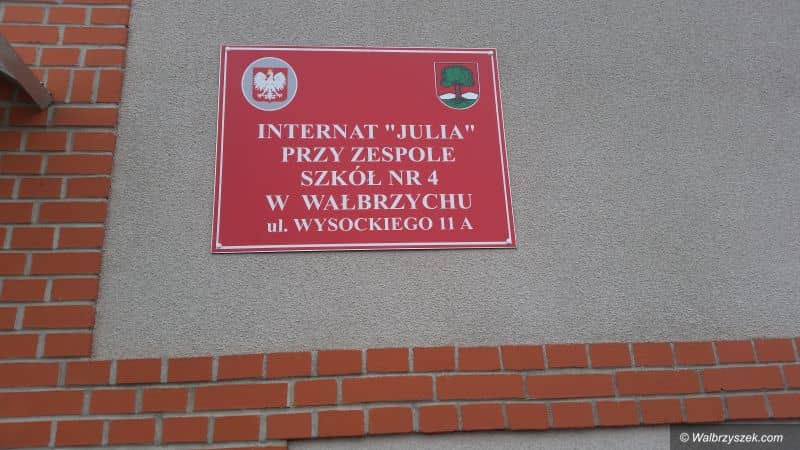 INTERNAT "JULIA"
PRZY ZESPOLE
SZKÓŁ NR 4
W WAŁBRZYCHU
ul. WYSOCKIEGO 11 A
© Walbrzyszek.com